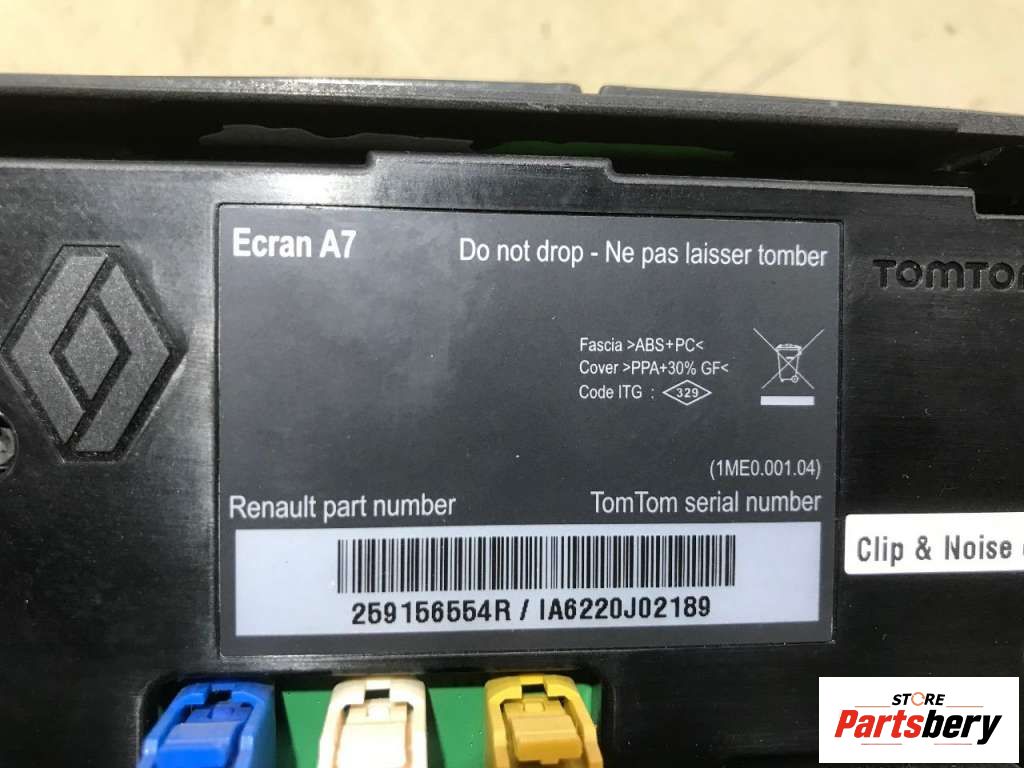 Ecran A7
Do not drop - Ne pas laisser tomber
TOMTOM
Fascia >ABS+PC<
Cover >PPA+30% GF<
Code ITG : 329
(1ME0.001.04)
Renault part number
TomTom serial number
Clip & Noise
259156554R / IA6220J02189
STORE
Partsbery